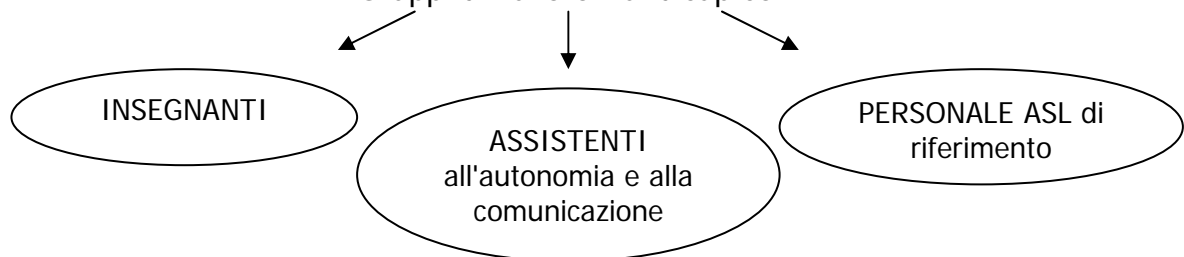 INSEGNANTI
ASSISTENTI
all'autonomia e alla
comunicazione
PERSONALE ASL di
riferimento